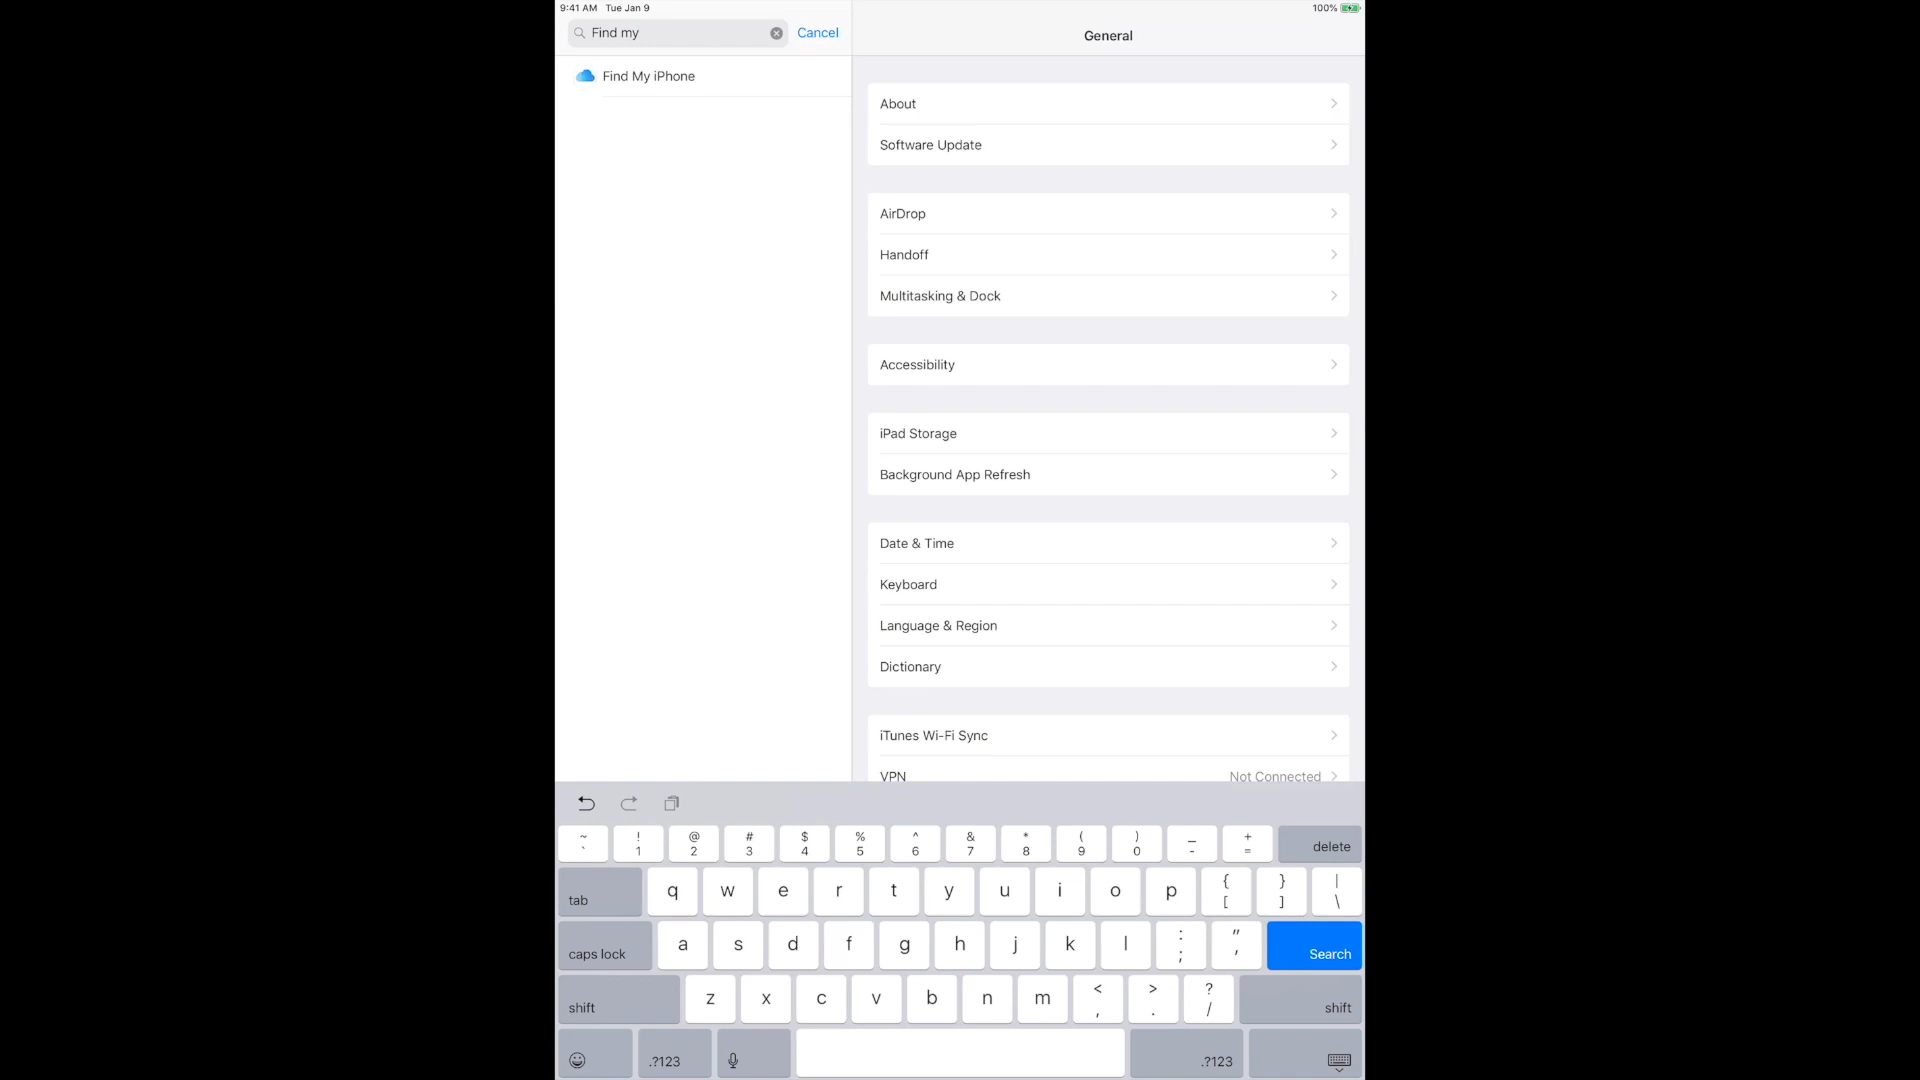 9:41 AM Tue Jan 9
100%
Find my
Cancel
General
Find My iPhone
About
Software Update
AirDrop
Handoff
Multitasking & Dock
Accessibility
iPad Storage
Background App Refresh
Date & Time
Keyboard
Language & Region
Dictionary
iTunes Wi-Fi Sync
VPN Not Connected
~ ! @ # $ % ^ & * ( ) _ +
` 1 2 3 4 5 6 7 8 9 0 - = delete
tab q w e r t y u i o p { [ } ] | \
caps lock a s d f g h j k l : ; " ' Search
shift z x c v b n m < , > . ? / shift
.?123 .?123